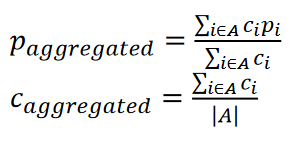 p_aggregated = ∑_{i∈A} c_i p_i / ∑_{i∈A} c_i
c_aggregated = ∑_{i∈A} c_i / |A|